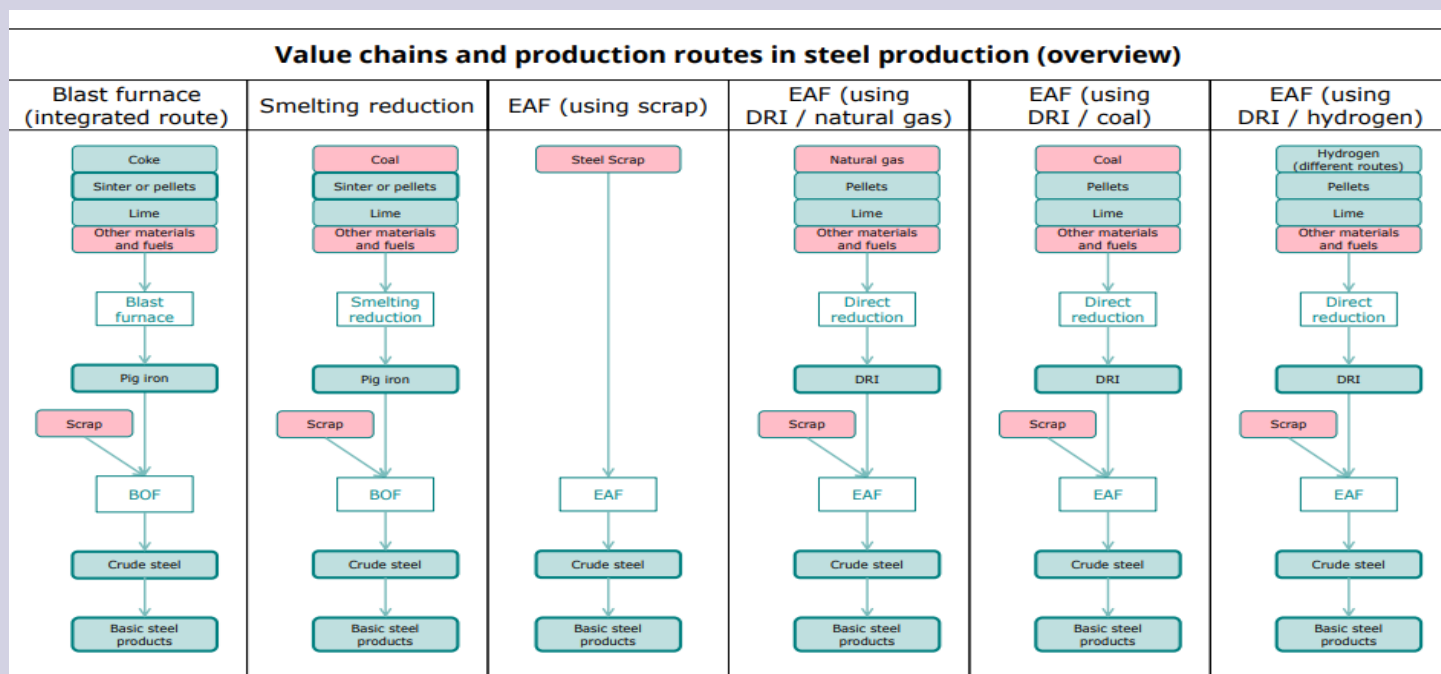 Value chains and production routes in steel production (overview)
Blast furnace
(integrated route)
Smelting reduction
EAF (using scrap)
EAF (using
DRI / natural gas)
EAF (using
DRI / coal)
EAF (using
DRI / hydrogen)
Coke
Sinter or pellets
Lime
Other materials
and fuels
Blast
furnace
Pig iron
Scrap
BOF
Crude steel
Basic steel
products
Coal
Sinter or pellets
Lime
Other materials
and fuels
Smelting
reduction
Pig iron
Scrap
BOF
Crude steel
Basic steel
products
Steel Scrap
EAF
Crude steel
Basic steel
products
Natural gas
Pellets
Lime
Other materials
and fuels
Direct
reduction
DRI
Scrap
EAF
Crude steel
Basic steel
products
Coal
Pellets
Lime
Other materials
and fuels
Direct
reduction
DRI
Scrap
EAF
Crude steel
Basic steel
products
Hydrogen
(different routes)
Pellets
Lime
Other materials
and fuels
Direct
reduction
DRI
Scrap
EAF
Crude steel
Basic steel
products